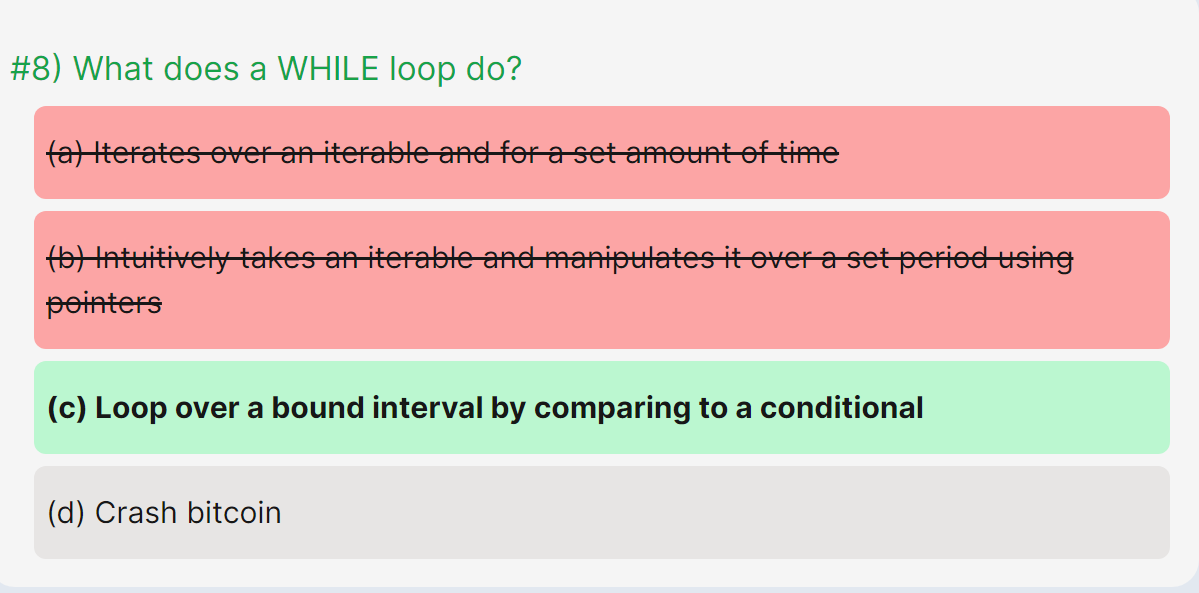 #8) What does a WHILE loop do?
(a) Iterates over an iterable and for a set amount of time
(b) Intuitively takes an iterable and manipulates it over a set period using
pointers
(c) Loop over a bound interval by comparing to a conditional
(d) Crash bitcoin